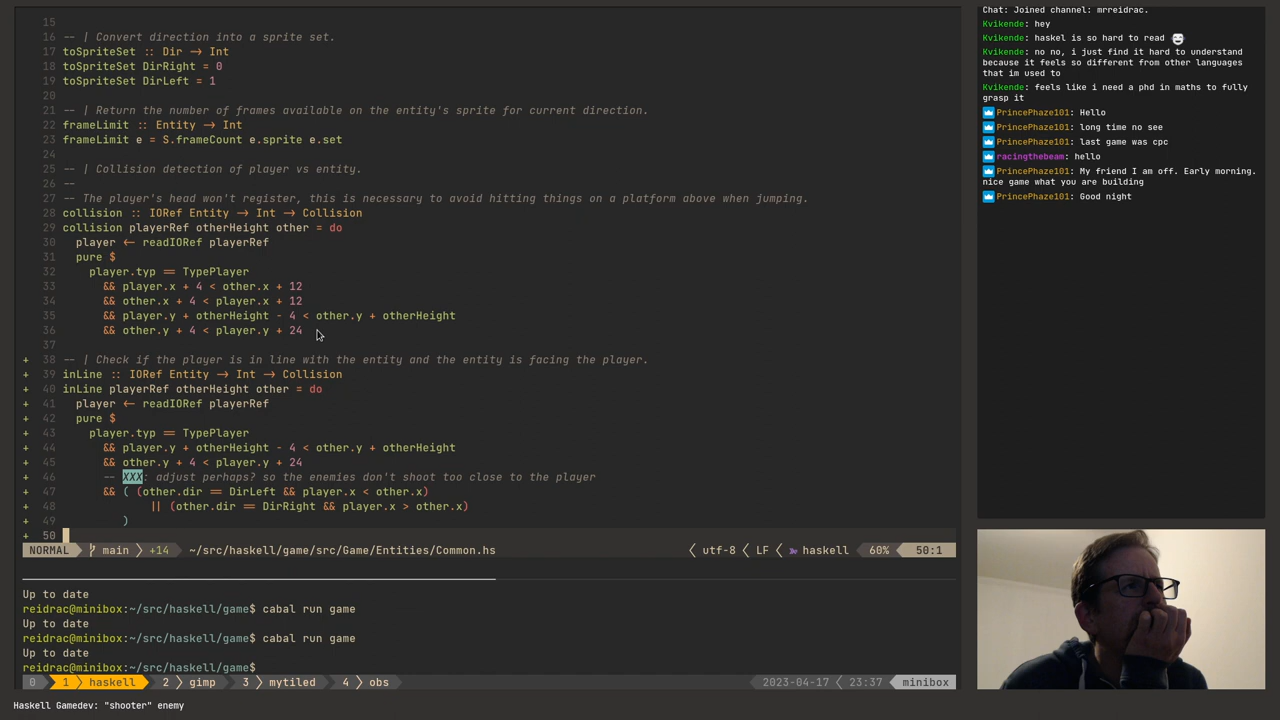 15
16 -- | Convert direction into a sprite set.
17 toSpriteSet :: Dir → Int
18 toSpriteSet DirRight = 0
19 toSpriteSet DirLeft = 1
20
21 -- | Return the number of frames available on the entity's sprite for current direction.
22 frameLimit :: Entity → Int
23 frameLimit e = S.frameCount e.sprite e.set
24
25 -- | Collision detection of player vs entity.
26 --
27 -- The player's head won't register, this is necessary to avoid hitting things on a platform above when jumping.
28 collision :: IORef Entity → Int → Collision
29 collision playerRef otherHeight other = do
30 player ← readIORef playerRef
31 pure $
32 player.typ == TypePlayer
33 && player.x + 4 < other.x + 12
34 && other.x + 4 < player.x + 12
35 && player.y + otherHeight - 4 < other.y + otherHeight
36 && other.y + 4 < player.y + 24
37
+ 38 -- | Check if the player is in line with the entity and the entity is facing the player.
+ 39 inLine :: IORef Entity → Int → Collision
+ 40 inLine playerRef otherHeight other = do
+ 41 player ← readIORef playerRef
+ 42 pure $
+ 43 player.typ == TypePlayer
+ 44 && player.y + otherHeight - 4 < other.y + otherHeight
+ 45 && other.y + 4 < player.y + 24
+ 46 -- XXX: adjust perhaps? so the enemies don't shoot too close to the player
+ 47 && ( (other.dir == DirLeft && player.x < other.x)
+ 48 || (other.dir == DirRight && player.x > other.x)
+ 49 )
+ 50
NORMAL main +14 ~/src/haskell/game/src/Game/Entities/Common.hs utf-8 LF haskell 60% 50:1
Up to date
reidrac@minibox:~/src/haskell/game$ cabal run game
Up to date
reidrac@minibox:~/src/haskell/game$ cabal run game
Up to date
reidrac@minibox:~/src/haskell/game$
0 1 haskell 2 gimp 3 mytiled 4 obs 2023-04-17 23:37 minibox
Haskell Gamedev: "shooter" enemy
Chat: Joined channel: mrreidrac.
Kvikende: hey
Kvikende: haskel is so hard to read
Kvikende: no no, i just find it hard to understand
because it feels so different from other languages
that im used to
Kvikende: feels like i need a phd in maths to fully
grasp it
PrincePhaze101: Hello
PrincePhaze101: long time no see
PrincePhaze101: last game was cpc
racingthebeam: hello
PrincePhaze101: My friend I am off. Early morning.
nice game what you are building
PrincePhaze101: Good night